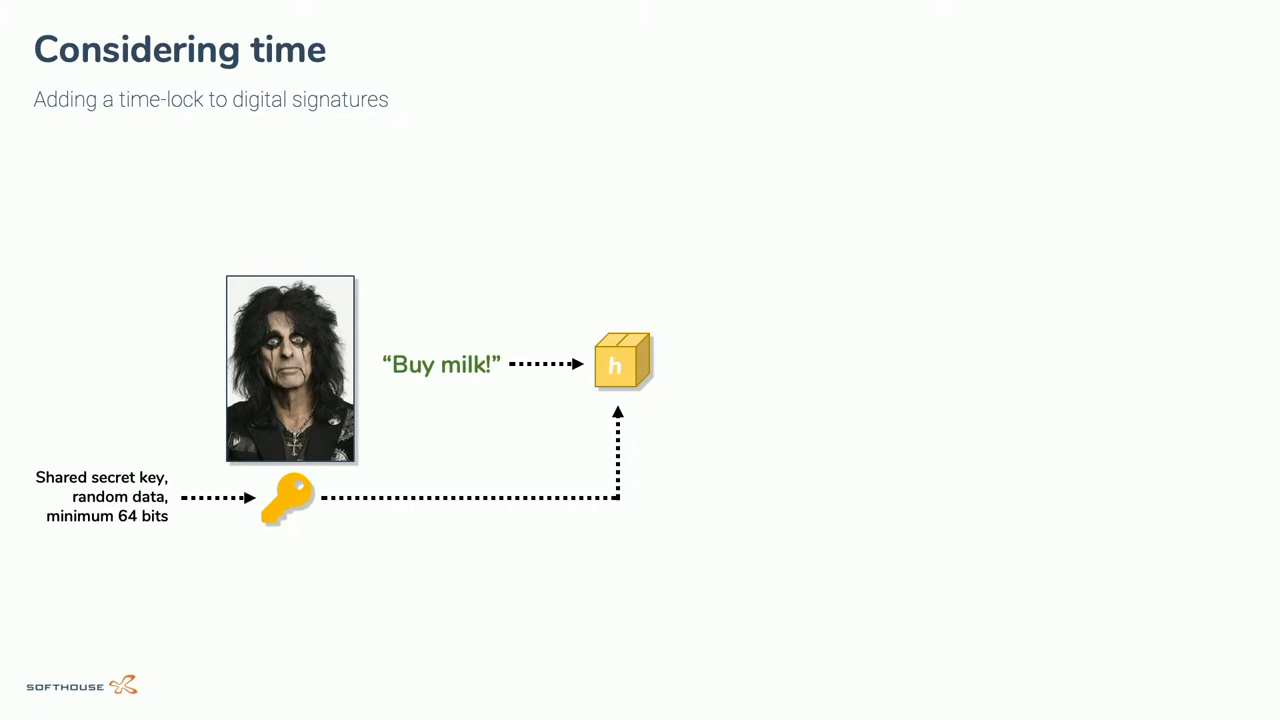 Considering time
Adding a time-lock to digital signatures
“Buy milk!”
h
Shared secret key,
random data,
minimum 64 bits
SOFTHOUSE